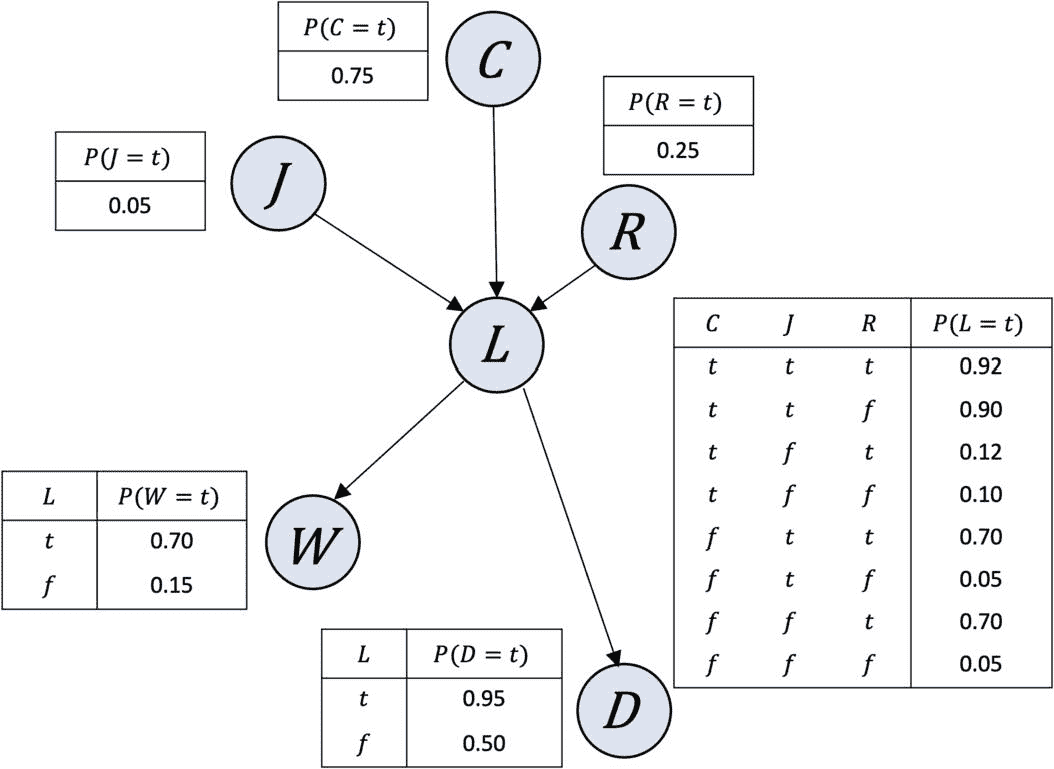 P(C = t)
0.75
C
P(R = t)
0.25
P(J = t)
0.05
J
R
L
C J R P(L = t)
t t t 0.92
t t f 0.90
t f t 0.12
t f f 0.10
f t t 0.70
f t f 0.05
f f t 0.70
f f f 0.05
L P(W = t)
t 0.70
f 0.15
W
L P(D = t)
t 0.95
f 0.50
D